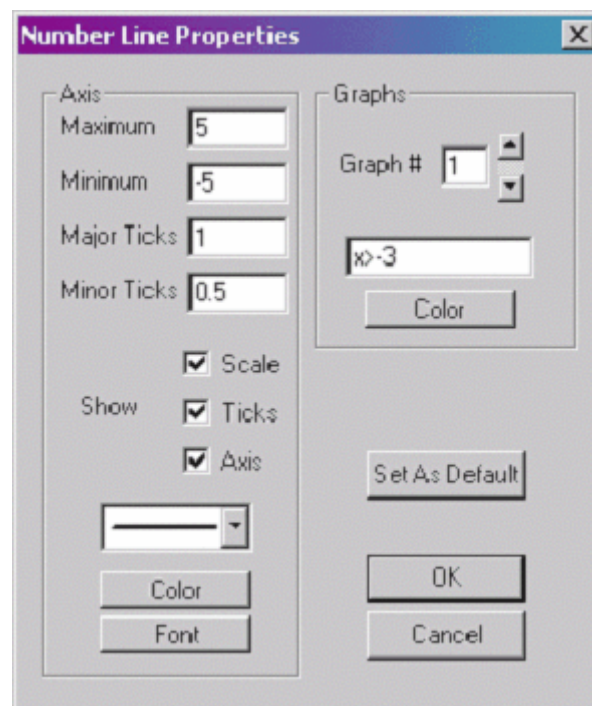 Number Line Properties
Axis
Maximum 5
Minimum -5
Major Ticks 1
Minor Ticks 0.5
Show
Scale
Ticks
Axis
Color
Font
Graphs
Graph # 1
x>-3
Color
Set As Default
OK
Cancel